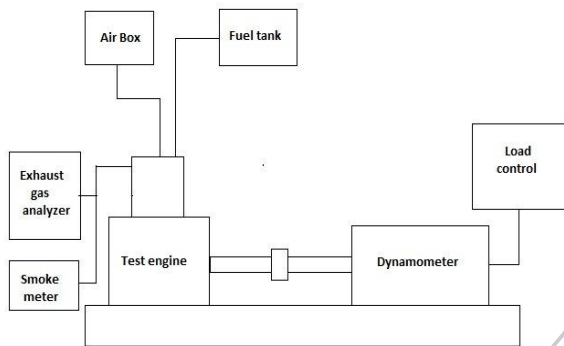 Air Box
Fuel tank
Load
control
Exhaust
gas
analyzer
Test engine
Dynamometer
Smoke
meter